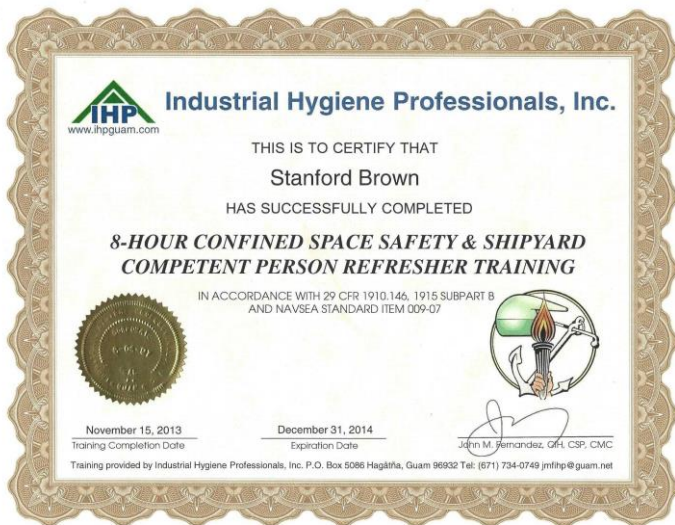 IHP
www.ihpguam.com
Industrial Hygiene Professionals, Inc.
THIS IS TO CERTIFY THAT
Stanford Brown
HAS SUCCESSFULLY COMPLETED
8-HOUR CONFINED SPACE SAFETY & SHIPYARD
COMPETENT PERSON REFRESHER TRAINING
IN ACCORDANCE WITH 29 CFR 1910.146, 1915 SUBPART B
AND NAVSEA STANDARD ITEM 009-07
November 15, 2013
Training Completion Date
December 31, 2014
Expiration Date
John M. Fernandez, CIH, CSP, CMC
Training provided by Industrial Hygiene Professionals, Inc. P.O. Box 5086 Hagåtña, Guam 96932 Tel: (671) 734-0749 jmfihp@guam.net